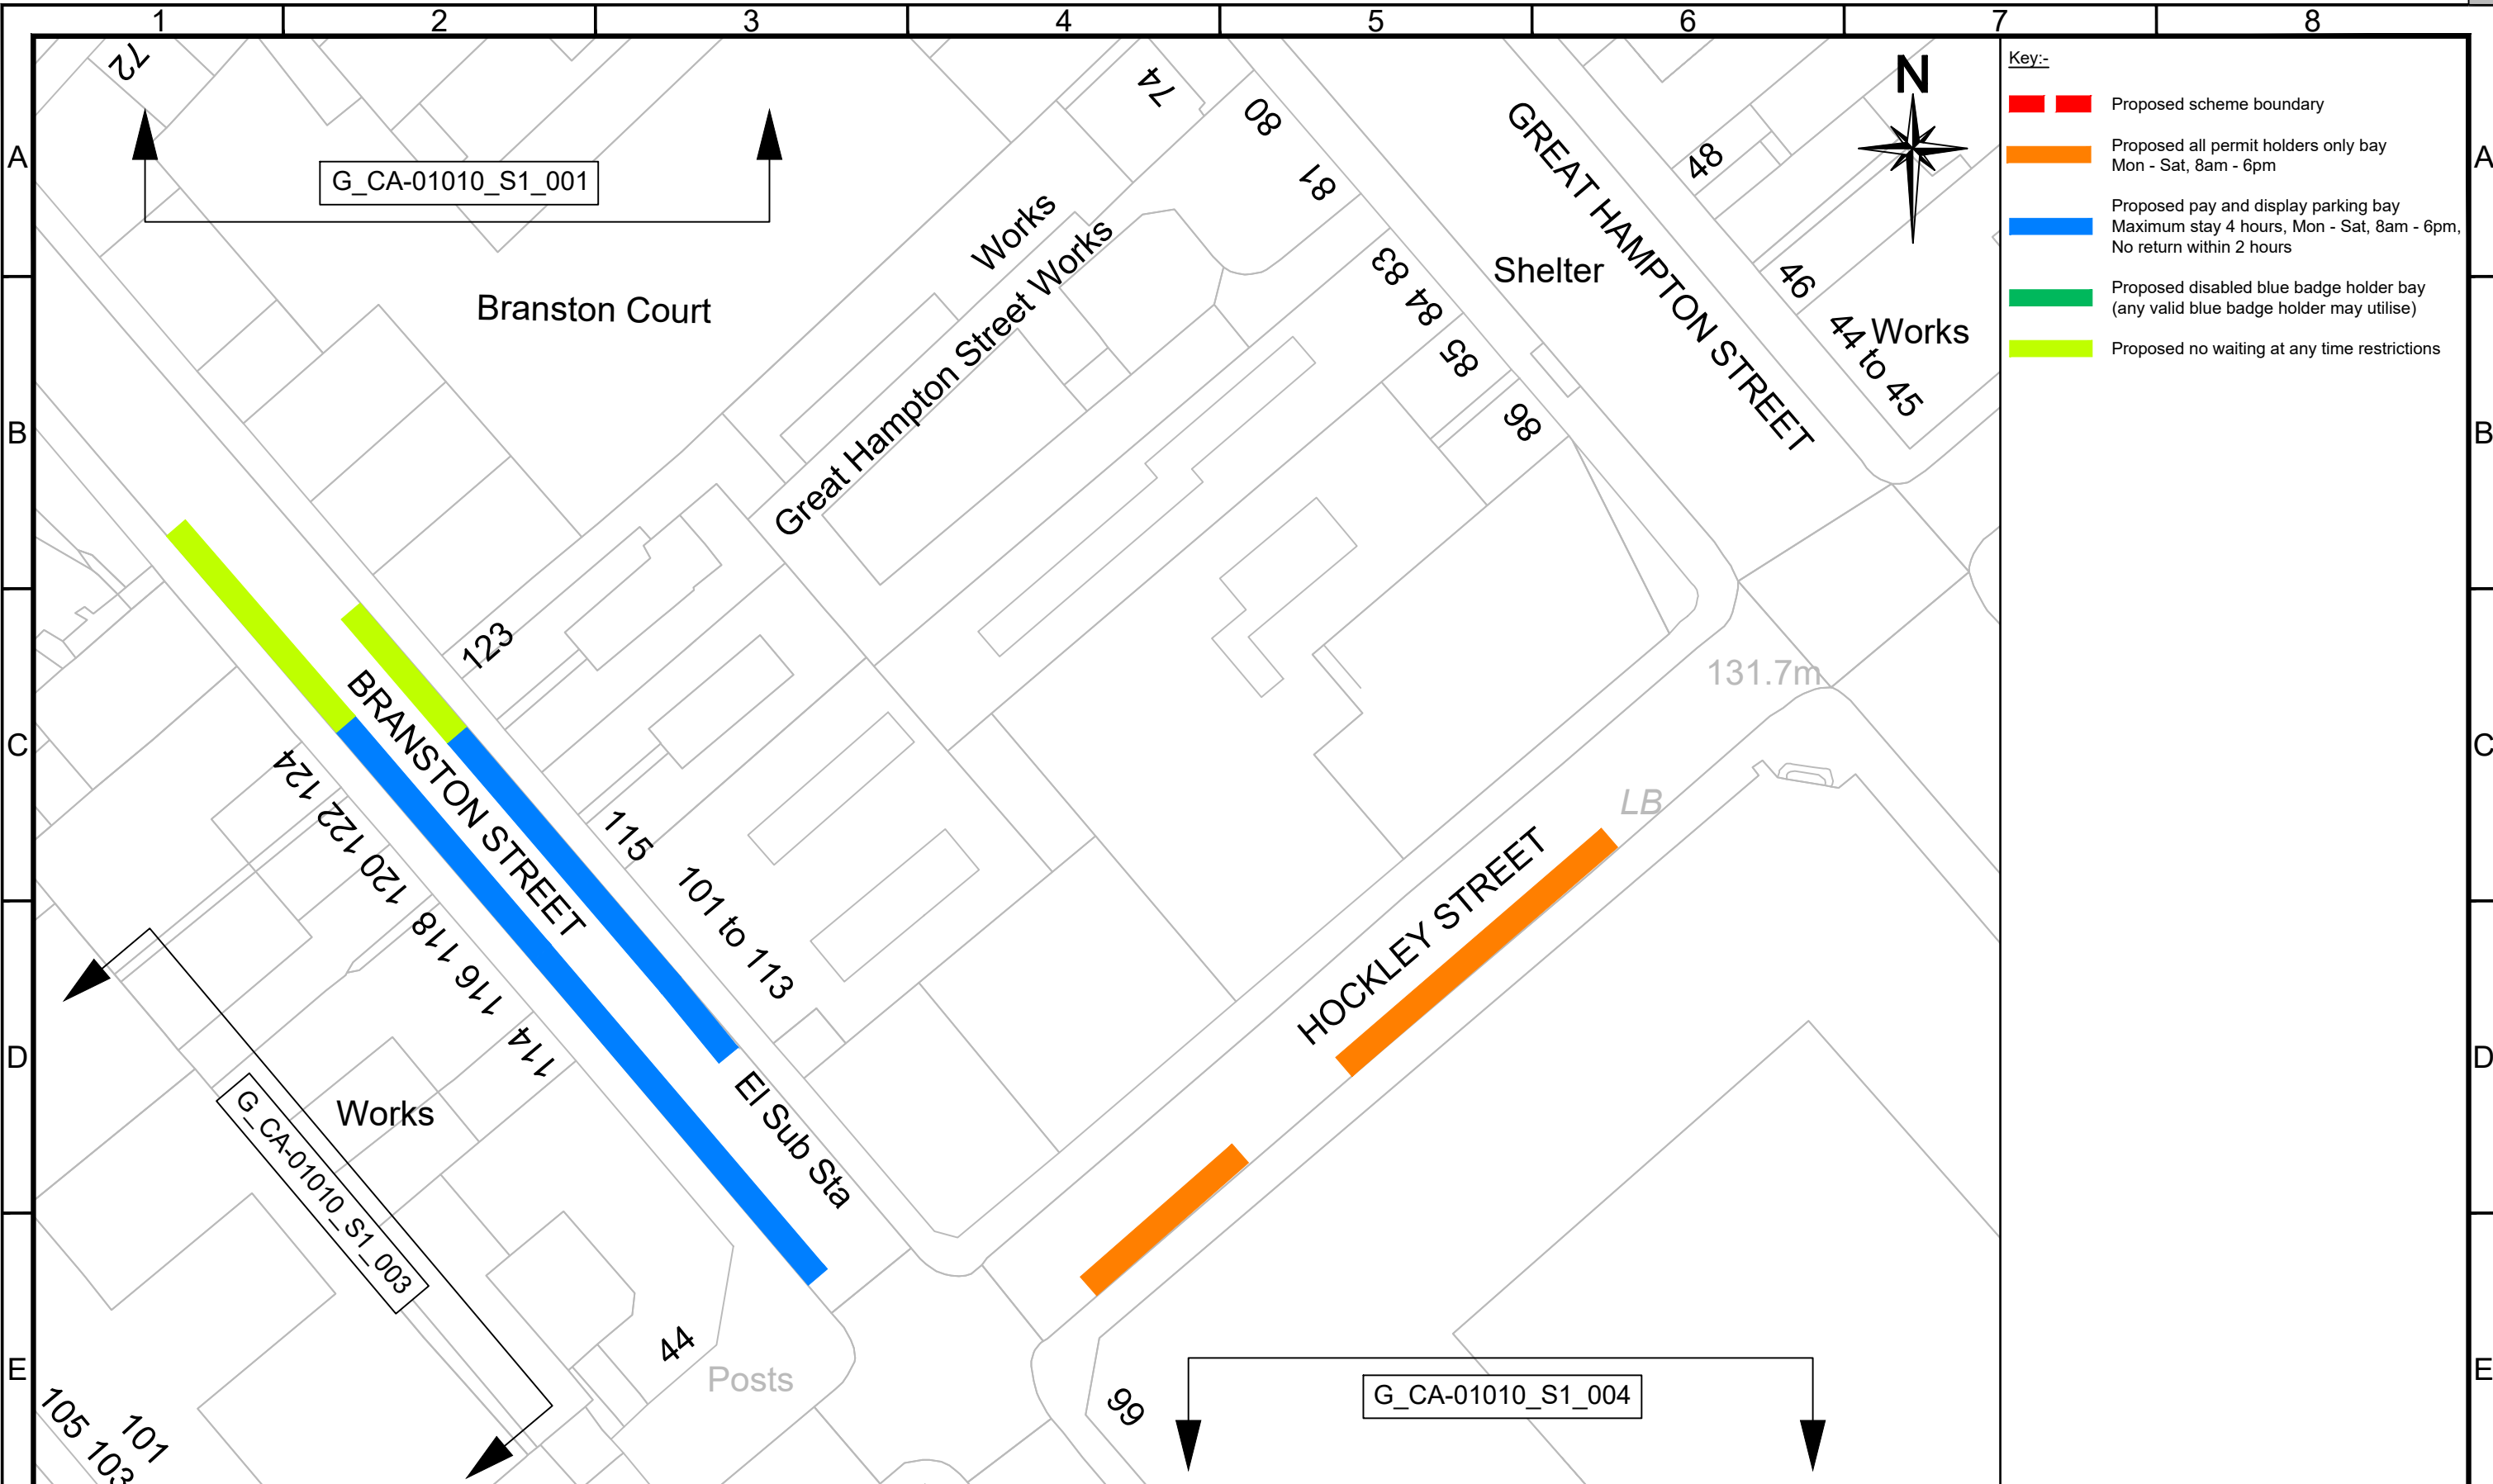 1 2 3 4 5 6 7 8
A
B
C
D
E
A
B
C
D
E
72
G_CA-01010_S1_001
74
80
81
83
84
85
86
Works
Great Hampton Street Works
Branston Court
Shelter
GREAT HAMPTON STREET
48
46
44 to 45
Works
N
123
BRANSTON STREET
124
122
120
118
116
114
115
101 to 113
El Sub Sta
131.7m
LB
HOCKLEY STREET
Works
G_CA-01010_S1_003
44
Posts
105
103
101
99
G_CA-01010_S1_004
Key:-
Proposed scheme boundary
Proposed all permit holders only bay
Mon - Sat, 8am - 6pm
Proposed pay and display parking bay
Maximum stay 4 hours, Mon - Sat, 8am - 6pm,
No return within 2 hours
Proposed disabled blue badge holder bay
(any valid blue badge holder may utilise)
Proposed no waiting at any time restrictions